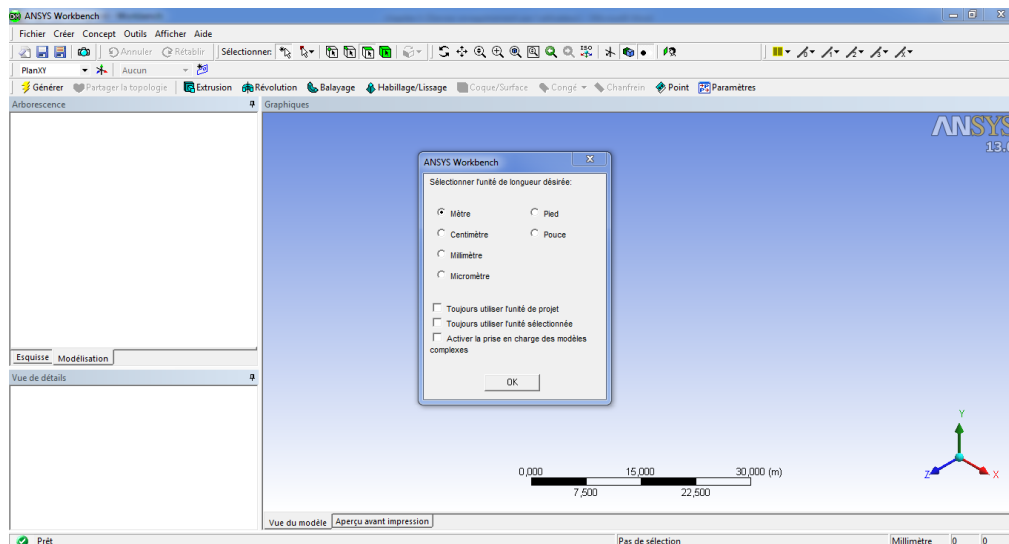 ANSYS Workbench
Fichier Créer Concept Outils Afficher Aide
Annuler Rétablir Sélectionner: ISO
PlanXY Aucun
Générer Partager la topologie Extrusion Révolution Balayage Habillage/Lissage Coque/Surface Congé Chanfrein Point Paramètres
Arborescence
Graphiques
ANSYS
13.0
ANSYS Workbench
Sélectionner l'unité de longueur désirée:
Mètre Pied
Centimètre Pouce
Millimètre
Micromètre
Toujours utiliser l'unité de projet
Toujours utiliser l'unité sélectionnée
Activer la prise en charge des modèles
complexes
OK
Esquisse Modélisation
Vue de détails
Y
Z X
0,000 15,000 30,000 (m)
7,500 22,500
Vue du modèle Aperçu avant impression
Prêt Pas de sélection Millimètre 0 0